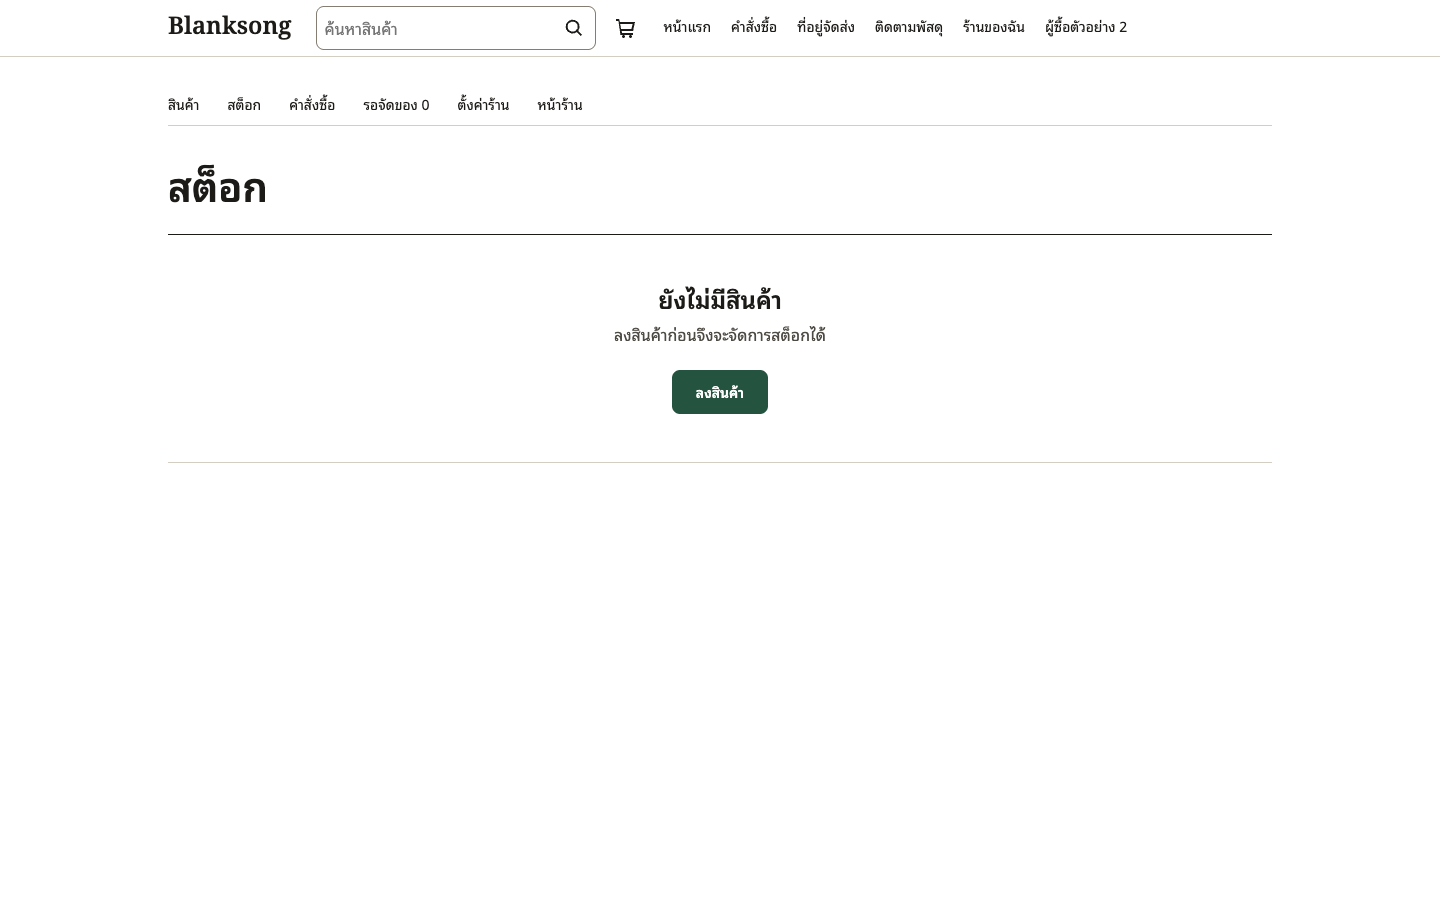 Blanksong
ค้นหาสินค้า
หน้าแรก คำสั่งซื้อ ที่อยู่จัดส่ง ติดตามพัสดุ ร้านของฉัน ผู้ซื้อตัวอย่าง 2
สินค้า สต็อก คำสั่งซื้อ รอจัดของ 0 ตั้งค่าร้าน หน้าร้าน
สต็อก
ยังไม่มีสินค้า
ลงสินค้าก่อนจึงจะจัดการสต็อกได้
ลงสินค้า